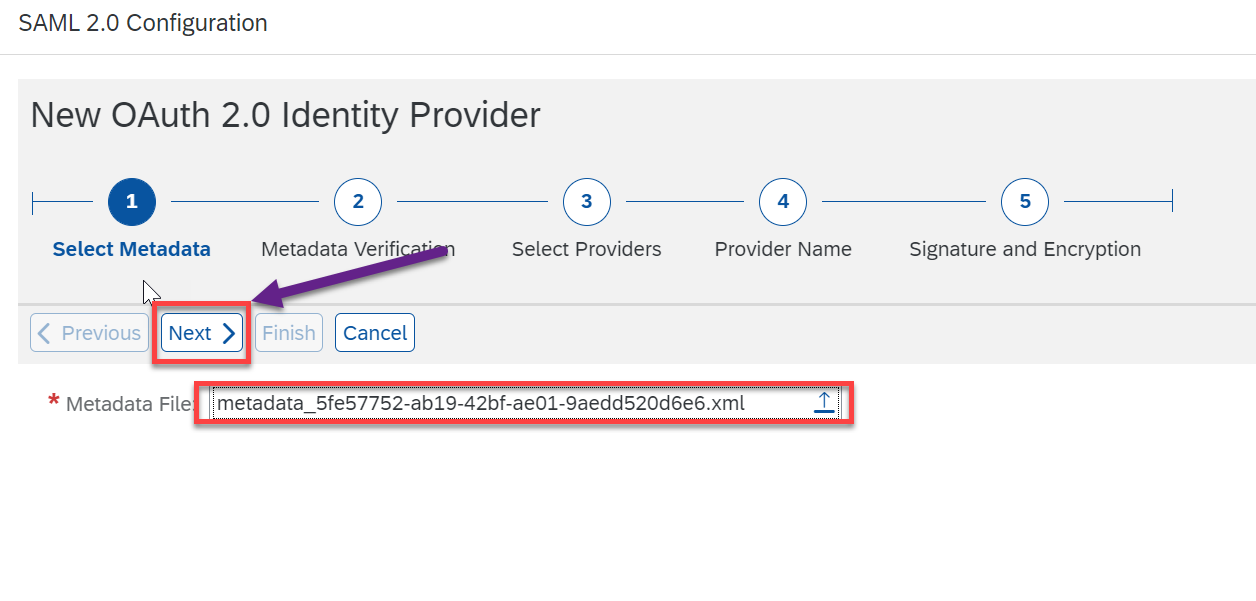 SAML 2.0 Configuration
New OAuth 2.0 Identity Provider
1 2 3 4 5
Select Metadata Metadata Verification Select Providers Provider Name Signature and Encryption
Previous Next Finish Cancel
* Metadata File: metadata_5fe57752-ab19-42bf-ae01-9aedd520d6e6.xml